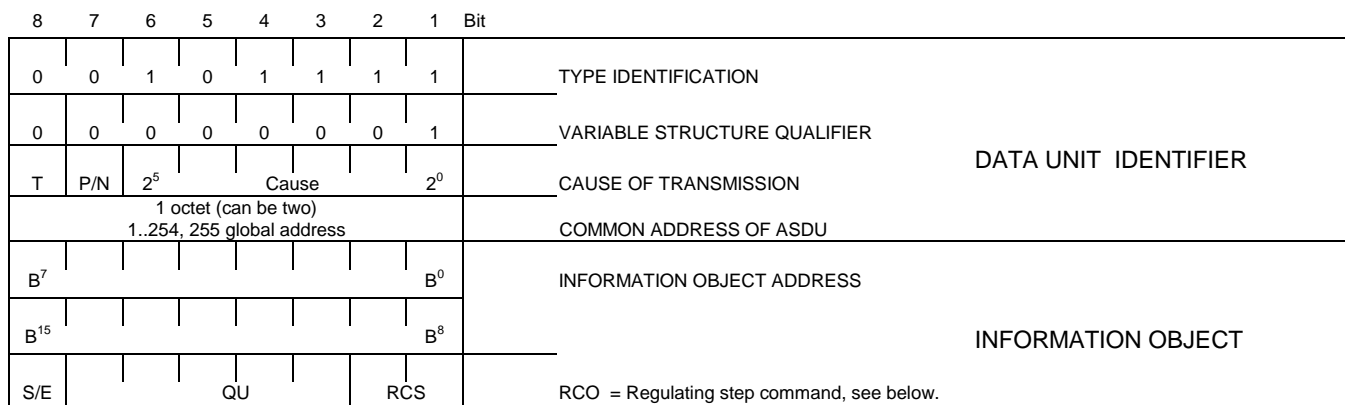 8 7 6 5 4 3 2 1 Bit
0 0 1 0 1 1 1 1 TYPE IDENTIFICATION
0 0 0 0 0 0 0 1 VARIABLE STRUCTURE QUALIFIER
DATA UNIT IDENTIFIER
T P/N 2⁵ Cause 2⁰ CAUSE OF TRANSMISSION
1 octet (can be two)
1..254, 255 global address COMMON ADDRESS OF ASDU
B⁷ B⁰ INFORMATION OBJECT ADDRESS
B¹⁵ B⁸ INFORMATION OBJECT
S/E QU RCS RCO = Regulating step command, see below.